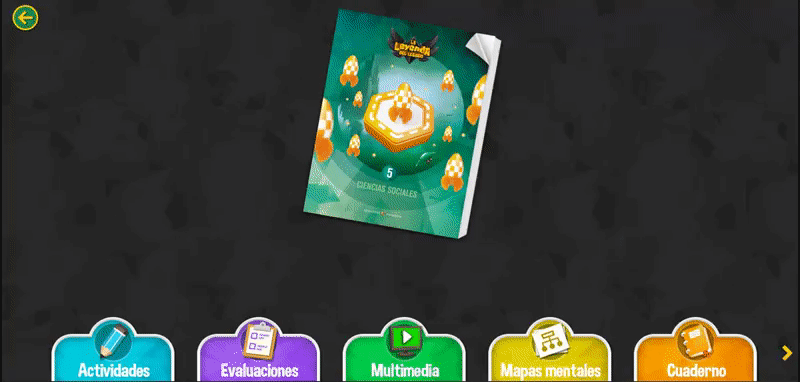 LA
Leyenda
DEL LEGADO
5
CIENCIAS SOCIALES
Actividades
Evaluaciones
Multimedia
Mapas mentales
Cuaderno